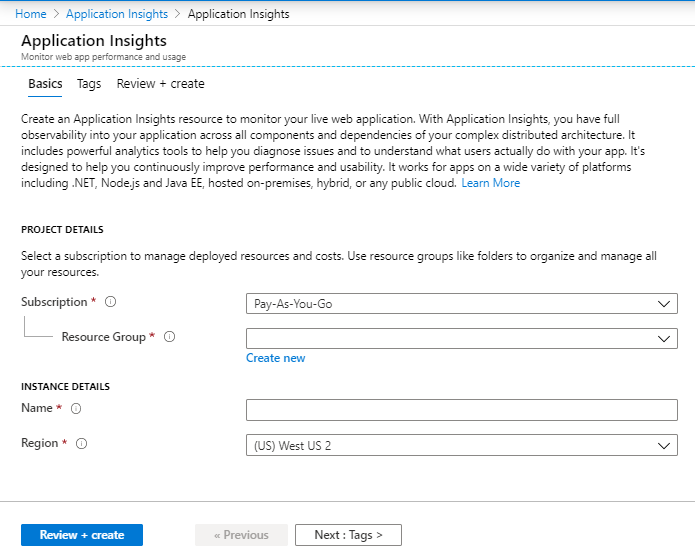 Home > Application Insights > Application Insights
Application Insights
Monitor web app performance and usage
Basics Tags Review + create
Create an Application Insights resource to monitor your live web application. With Application Insights, you have full
observability into your application across all components and dependencies of your complex distributed architecture. It
includes powerful analytics tools to help you diagnose issues and to understand what users actually do with your app. It's
designed to help you continuously improve performance and usability. It works for apps on a wide variety of platforms
including .NET, Node.js and Java EE, hosted on-premises, hybrid, or any public cloud. Learn More
PROJECT DETAILS
Select a subscription to manage deployed resources and costs. Use resource groups like folders to organize and manage all
your resources.
Subscription * Pay-As-You-Go
Resource Group *
Create new
INSTANCE DETAILS
Name *
Region * (US) West US 2
Review + create « Previous Next : Tags >